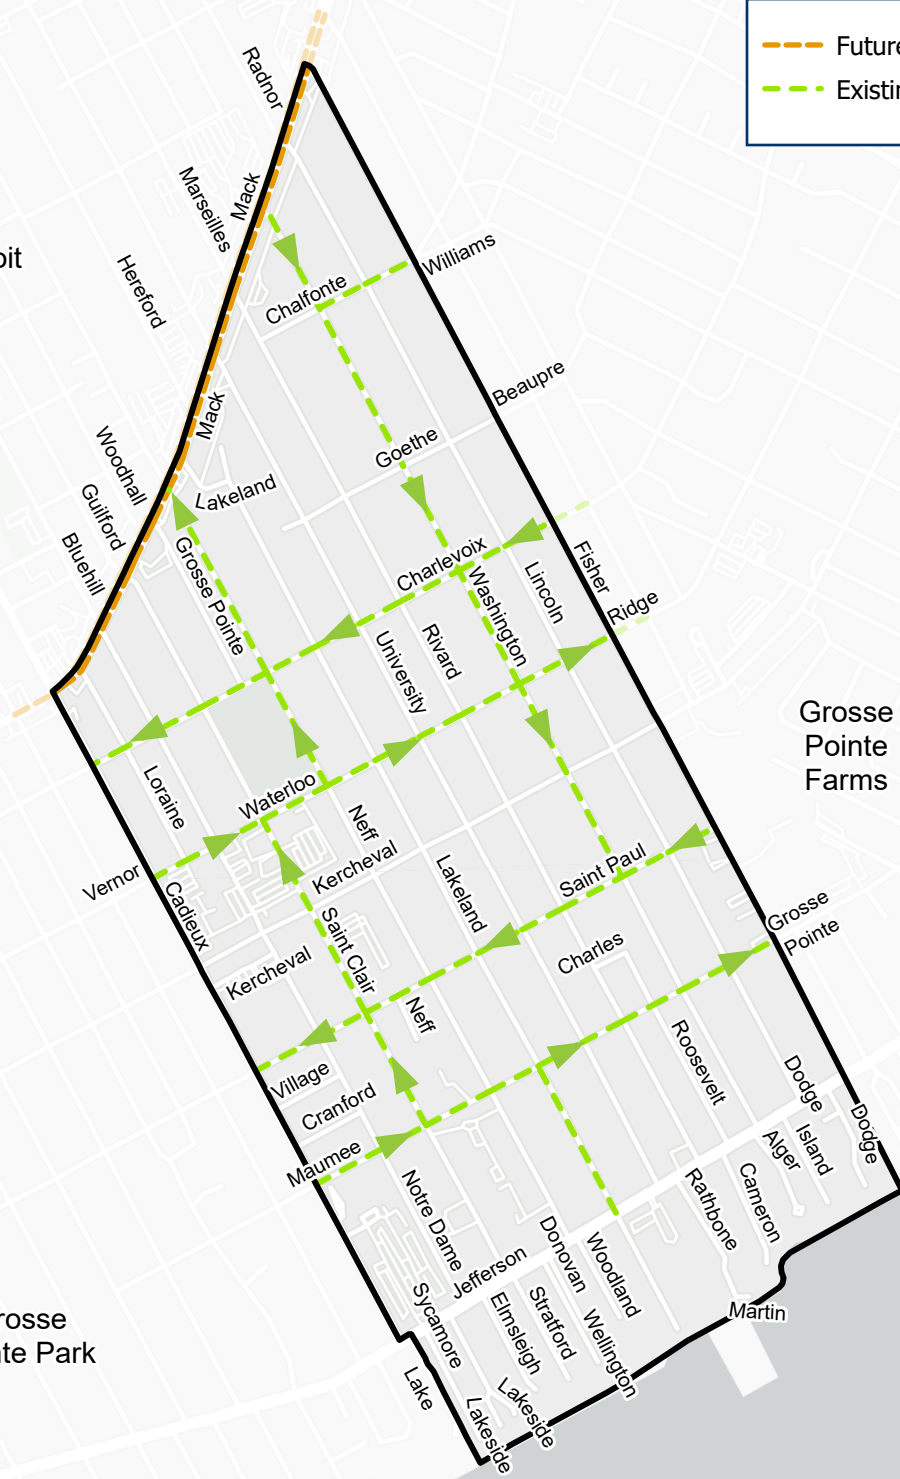 Future
Existin
Radnor
Marseilles
Mack
oit
Hereford
Williams
Chalfonte
Beaupre
Mack
Goethe
Woodhall
Lakeland
Guilford
Bluehill
Grosse Pointe
Charlevoix
Fisher
Washington
Lincoln
Ridge
Rivard
University
Grosse
Pointe
Farms
Loraine
Waterloo
Neff
Vernor
Kercheval
Saint Paul
Lakeland
Cadieux
Saint Clair
Grosse
Pointe
Charles
Kercheval
Neff
Roosevelt
Village
Dodge
Cranford
Dodge
Maumee
Alger
Island
Notre Dame
Cameron
Rathbone
Donovan
Woodland
Jefferson
Sycamore
Elmsleigh
Stratford
Wellington
Martin
rosse
nte Park
Lake
Lakeside
Lakeside